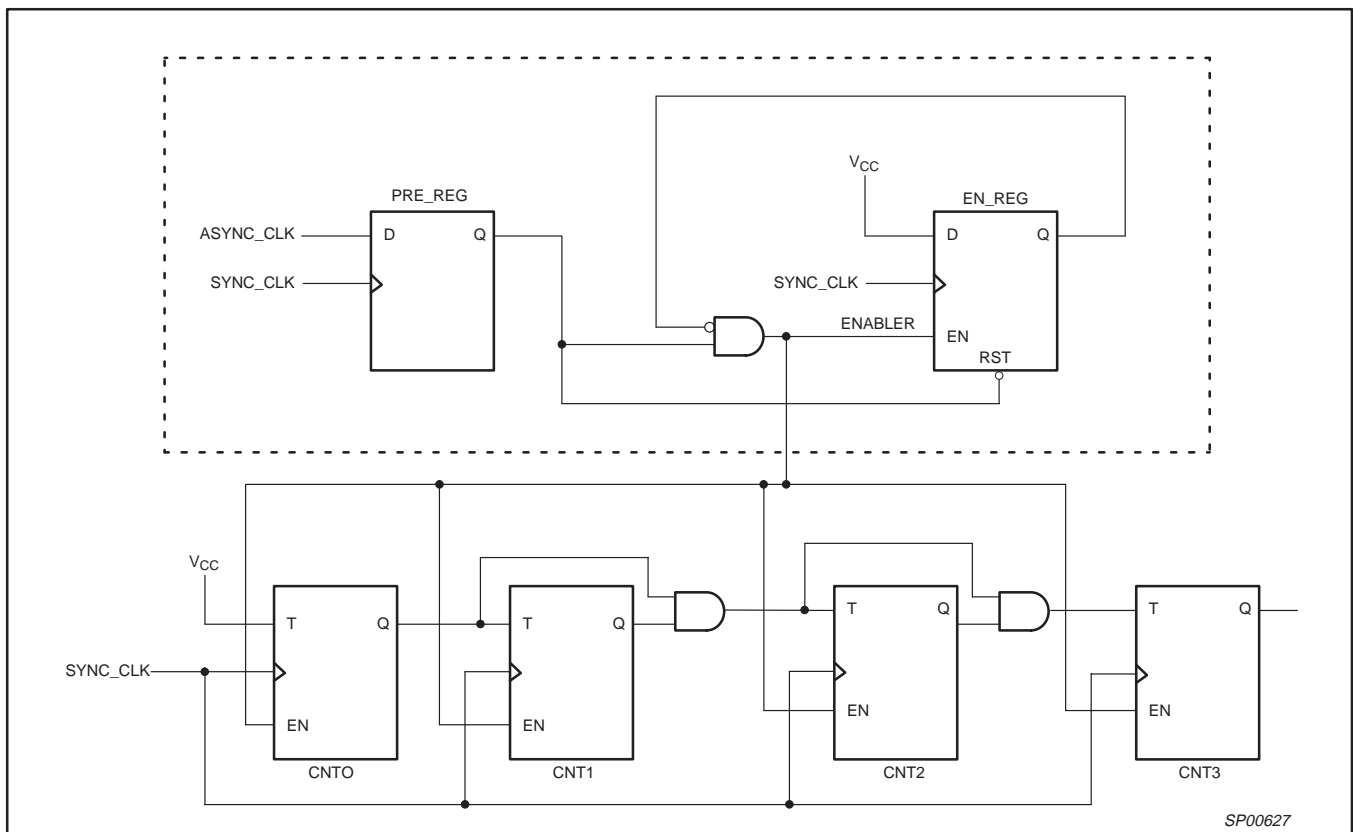 PRE_REG
ASYNC_CLK
D
Q
SYNC_CLK
VCC
EN_REG
D
Q
SYNC_CLK
ENABLER
EN
RST
VCC
T
Q
SYNC_CLK
EN
CNTO
T
Q
EN
CNT1
T
Q
EN
CNT2
T
Q
EN
CNT3
SP00627